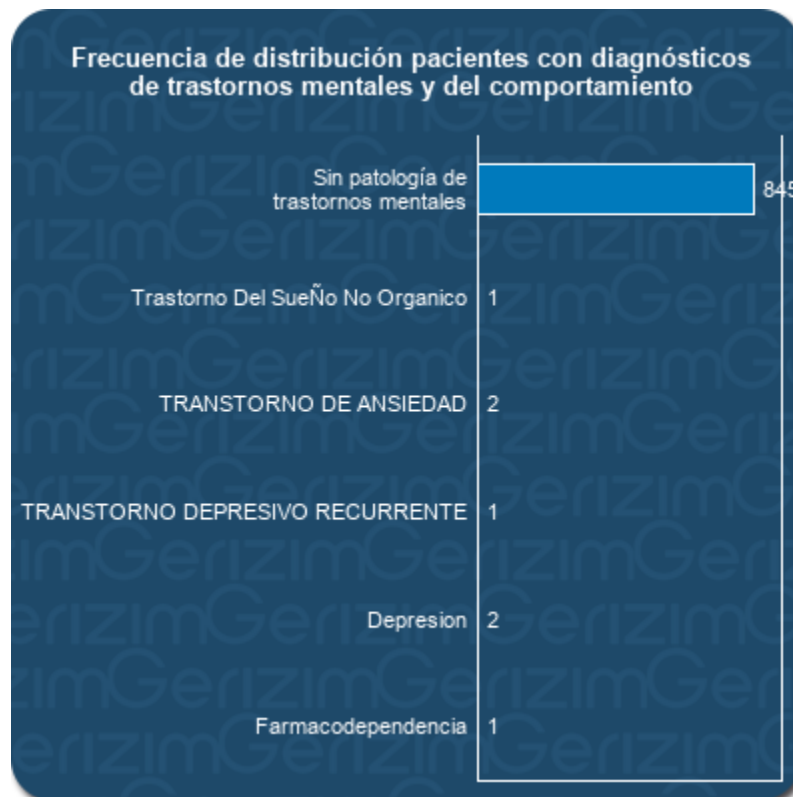 Frecuencia de distribución pacientes con diagnósticos
de trastornos mentales y del comportamiento
Sin patología de
trastornos mentales
845
Trastorno Del SueÑo No Organico 1
TRANSTORNO DE ANSIEDAD 2
TRANSTORNO DEPRESIVO RECURRENTE 1
Depresion 2
Farmacodependencia 1